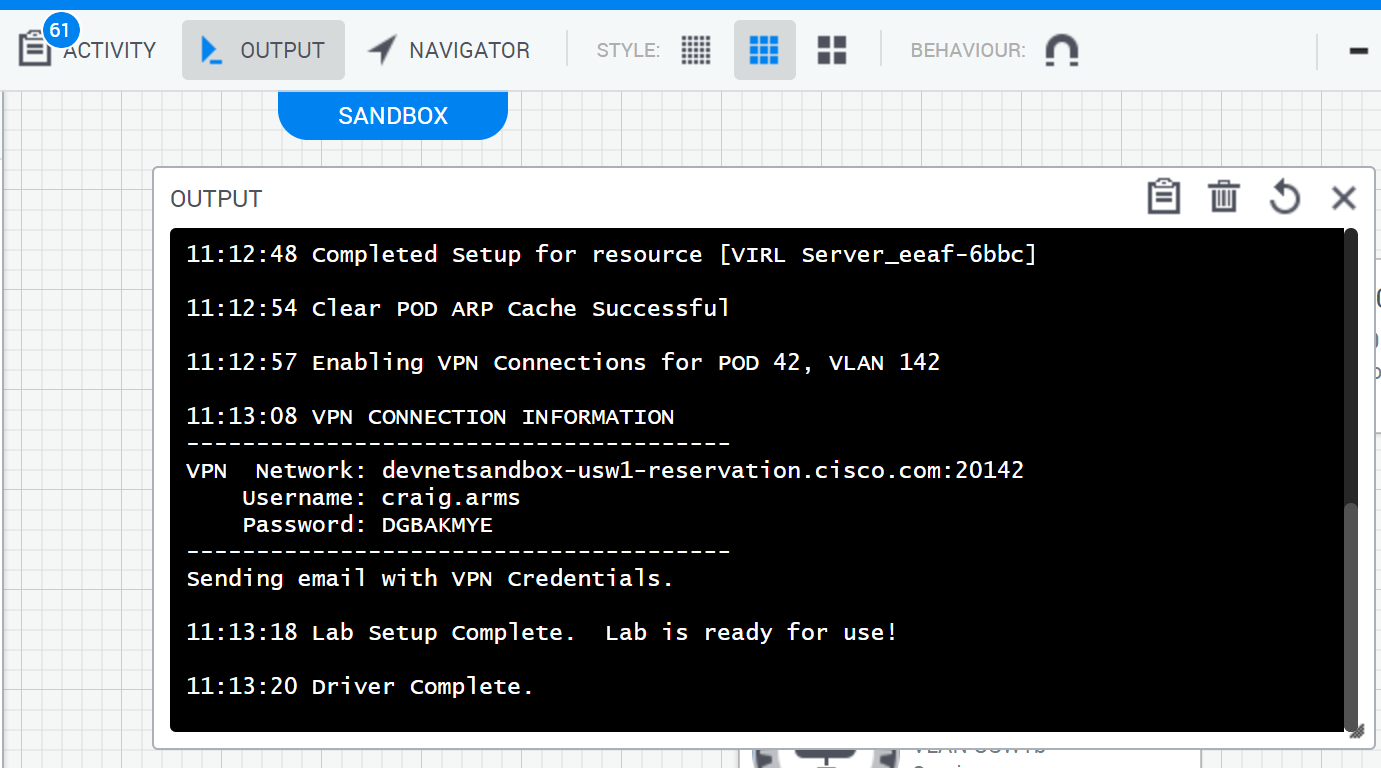 61
ACTIVITY OUTPUT NAVIGATOR STYLE: BEHAVIOUR:
SANDBOX
OUTPUT
11:12:48 Completed Setup for resource [VIRL Server_eeaf-6bbc]
11:12:54 Clear POD ARP Cache Successful
11:12:57 Enabling VPN Connections for POD 42, VLAN 142
11:13:08 VPN CONNECTION INFORMATION
---------------------------------------
VPN  Network: devnetsandbox-usw1-reservation.cisco.com:20142
    Username: craig.arms
    Password: DGBAKMYE
---------------------------------------
Sending email with VPN Credentials.
11:13:18 Lab Setup Complete.  Lab is ready for use!
11:13:20 Driver Complete.